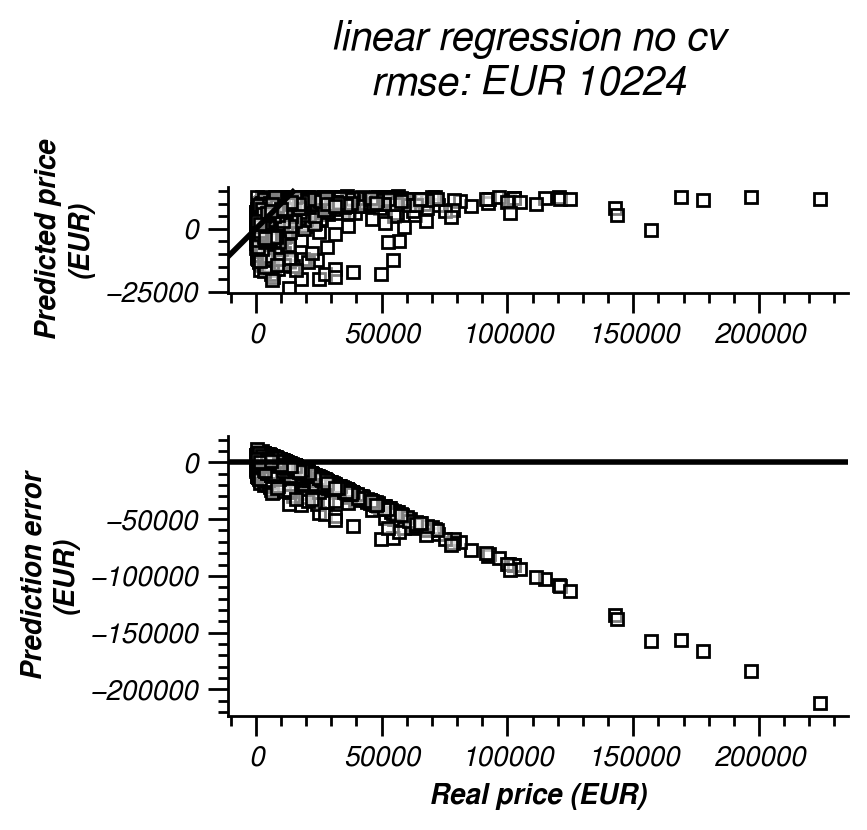 linear regression no cv
rmse: EUR 10224
Predicted price
(EUR)
0
−25000
0 50000 100000 150000 200000
Prediction error
(EUR)
0
−50000
−100000
−150000
−200000
0 50000 100000 150000 200000
Real price (EUR)